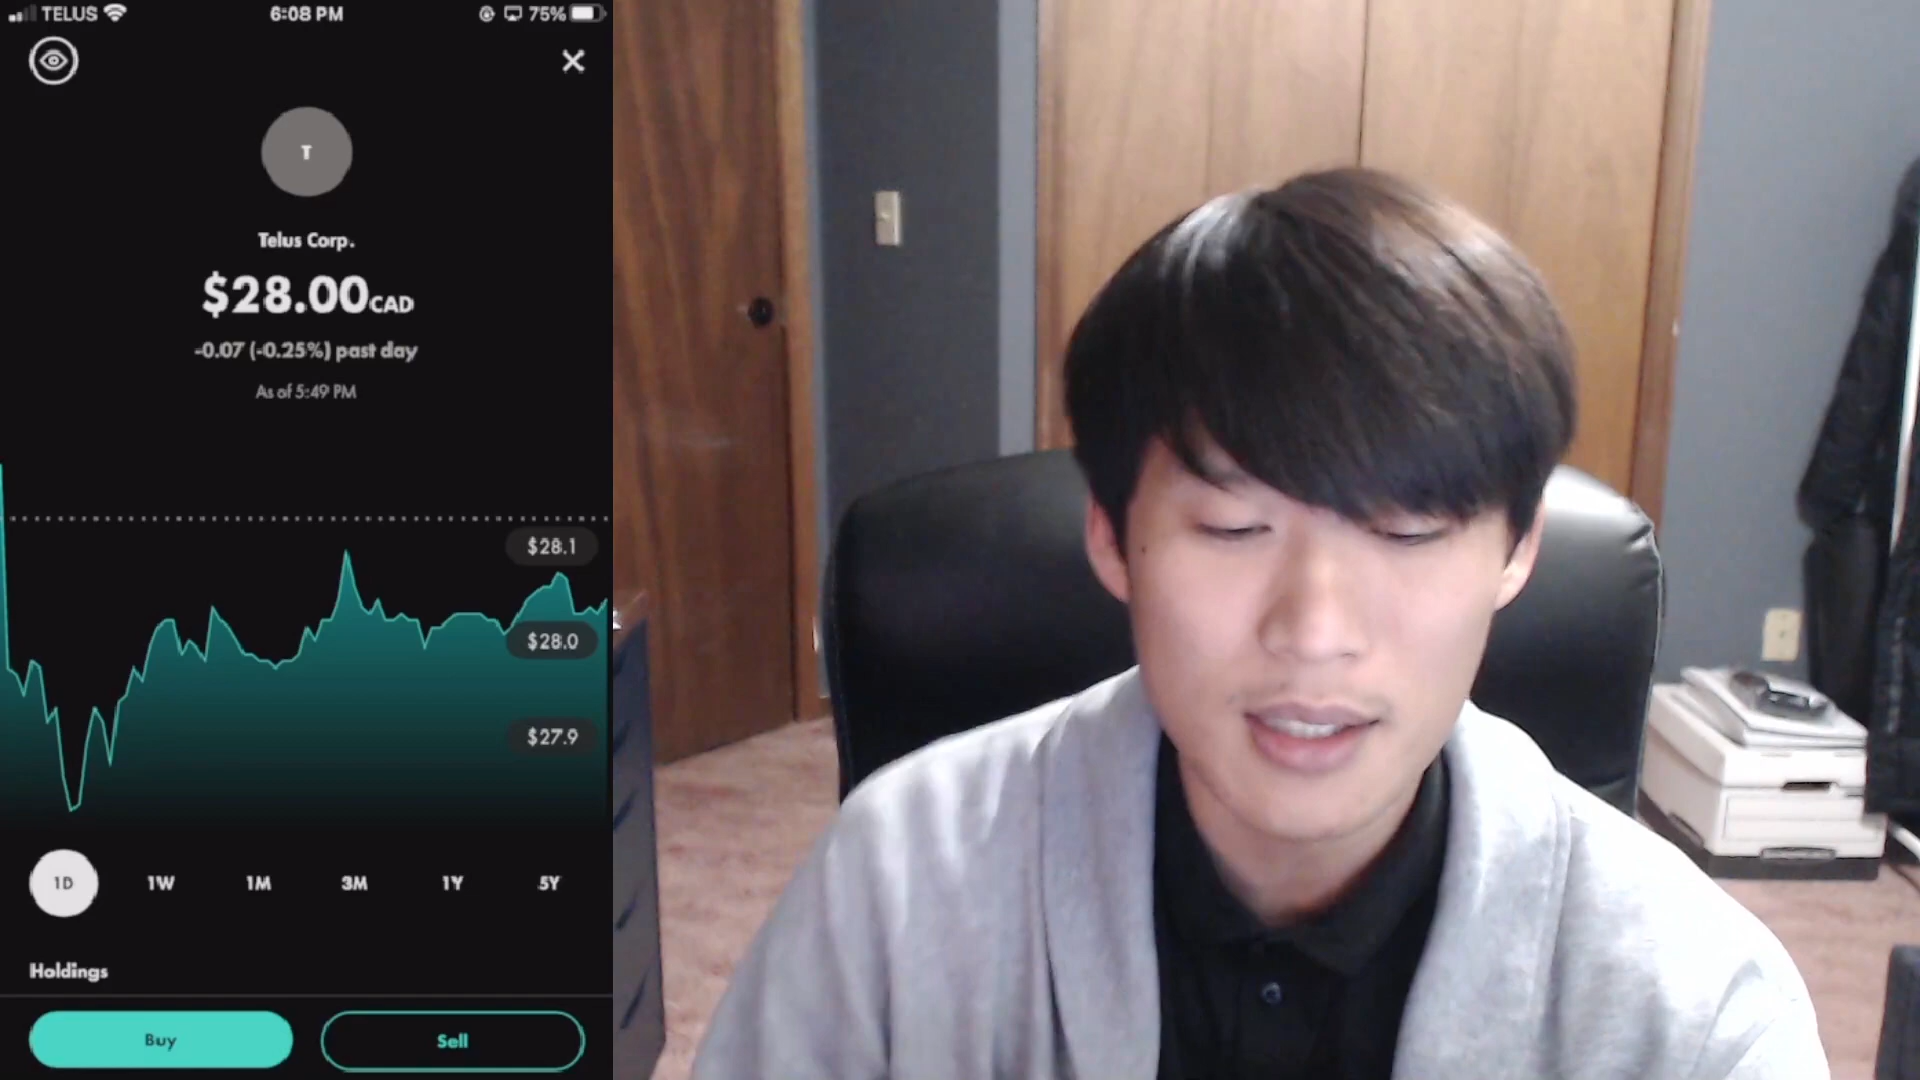 TELUS 6:08 PM 75%
T
Telus Corp.
$28.00CAD
-0.07 (-0.25%) past day
As of 5:49 PM
$28.1
$28.0
$27.9
1D 1W 1M 3M 1Y 5Y
Holdings
Buy Sell